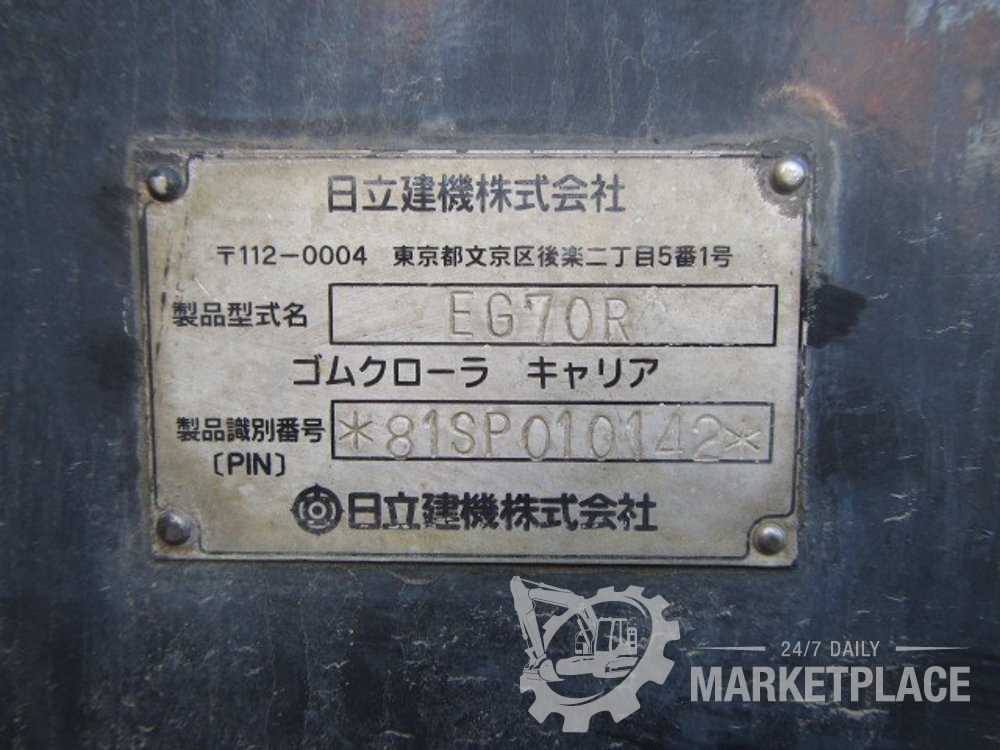 日立建機株式会社
〒112-0004 東京都文京区後楽二丁目5番1号
製品型式名 EG70R
ゴムクローラ キャリア
製品識別番号 *81SP010142*
〔PIN〕
日立建機株式会社
24/7 DAILY
MARKETPLACE